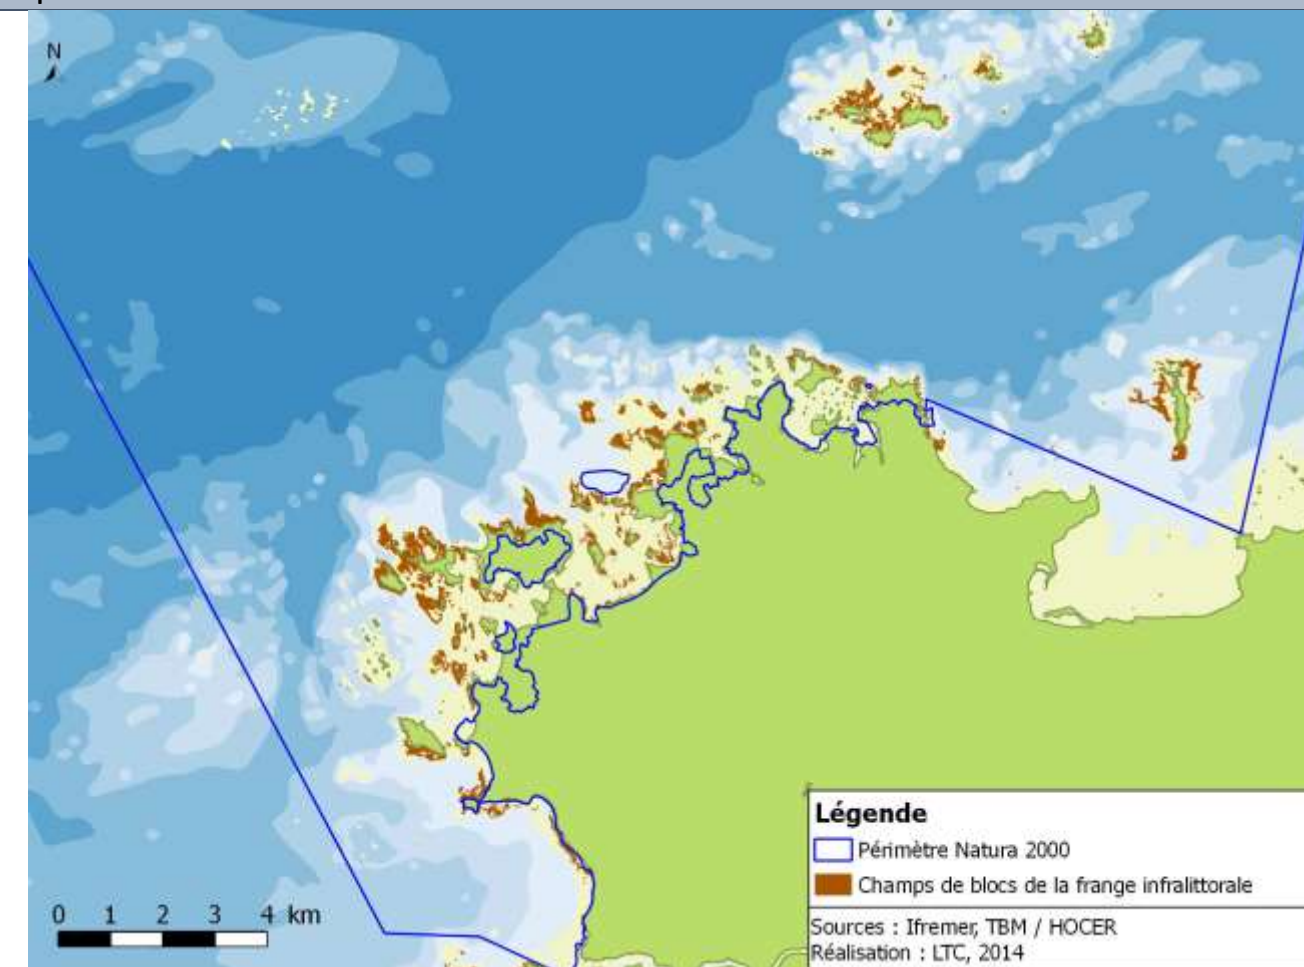 N
0 1 2 3 4 km
Légende
Périmètre Natura 2000
Champs de blocs de la frange infralittorale
Sources : Ifremer, TBM / HOCER
Réalisation : LTC, 2014